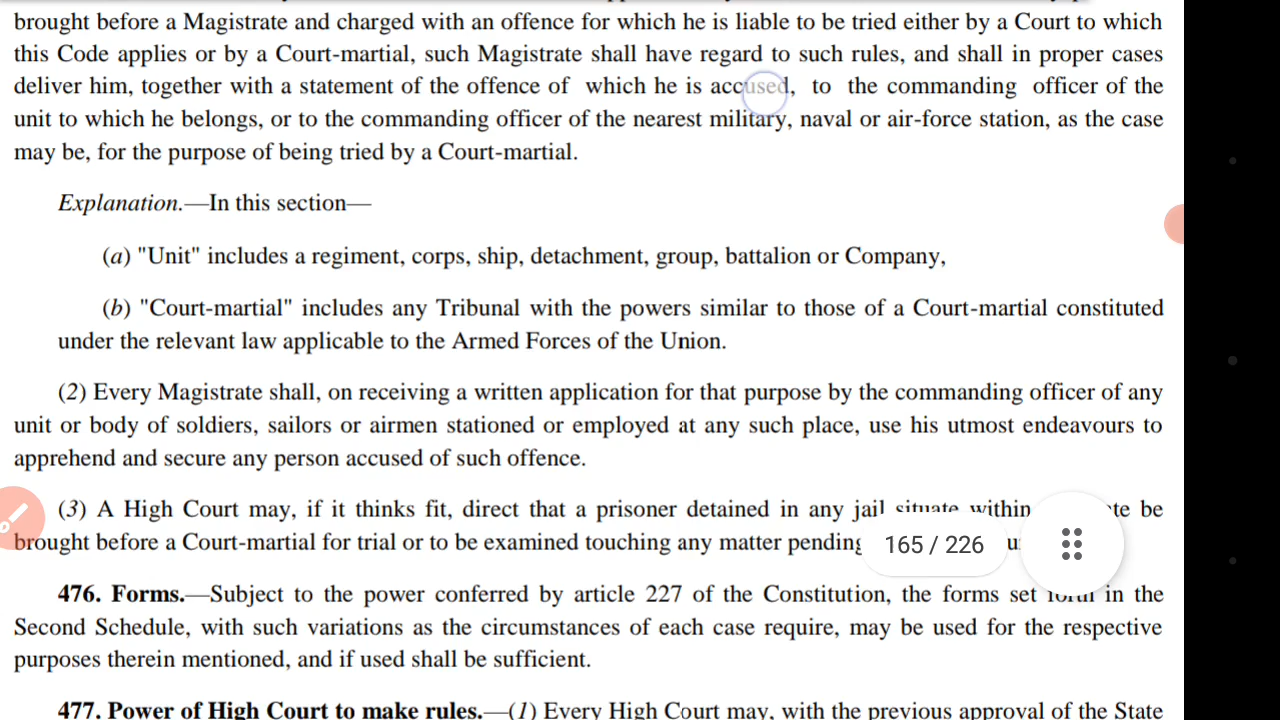 brought before a Magistrate and charged with an offence for which he is liable to be tried either by a Court to which
this Code applies or by a Court-martial, such Magistrate shall have regard to such rules, and shall in proper cases
deliver him, together with a statement of the offence of which he is accused, to the commanding officer of the
unit to which he belongs, or to the commanding officer of the nearest military, naval or air-force station, as the case
may be, for the purpose of being tried by a Court-martial.
Explanation.—In this section—
(a) "Unit" includes a regiment, corps, ship, detachment, group, battalion or Company,
(b) "Court-martial" includes any Tribunal with the powers similar to those of a Court-martial constituted
under the relevant law applicable to the Armed Forces of the Union.
(2) Every Magistrate shall, on receiving a written application for that purpose by the commanding officer of any
unit or body of soldiers, sailors or airmen stationed or employed at any such place, use his utmost endeavours to
apprehend and secure any person accused of such offence.
(3) A High Court may, if it thinks fit, direct that a prisoner detained in any jail situate within be
brought before a Court-martial for trial or to be examined touching any matter pending
165 / 226
476. Forms.—Subject to the power conferred by article 227 of the Constitution, the forms set forth in the
Second Schedule, with such variations as the circumstances of each case require, may be used for the respective
purposes therein mentioned, and if used shall be sufficient.
477. Power of High Court to make rules.—(1) Every High Court may, with the previous approval of the State